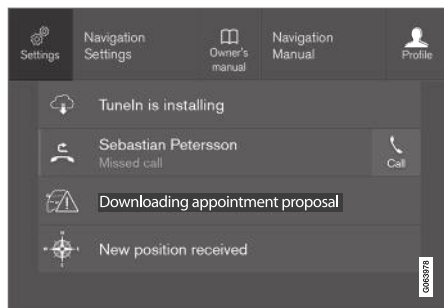 Settings
Navigation
Settings
Owner's
manual
Navigation
Manual
Profile
TuneIn is installing
Sebastian Petersson
Missed call
Call
Downloading appointment proposal
New position received
G063978